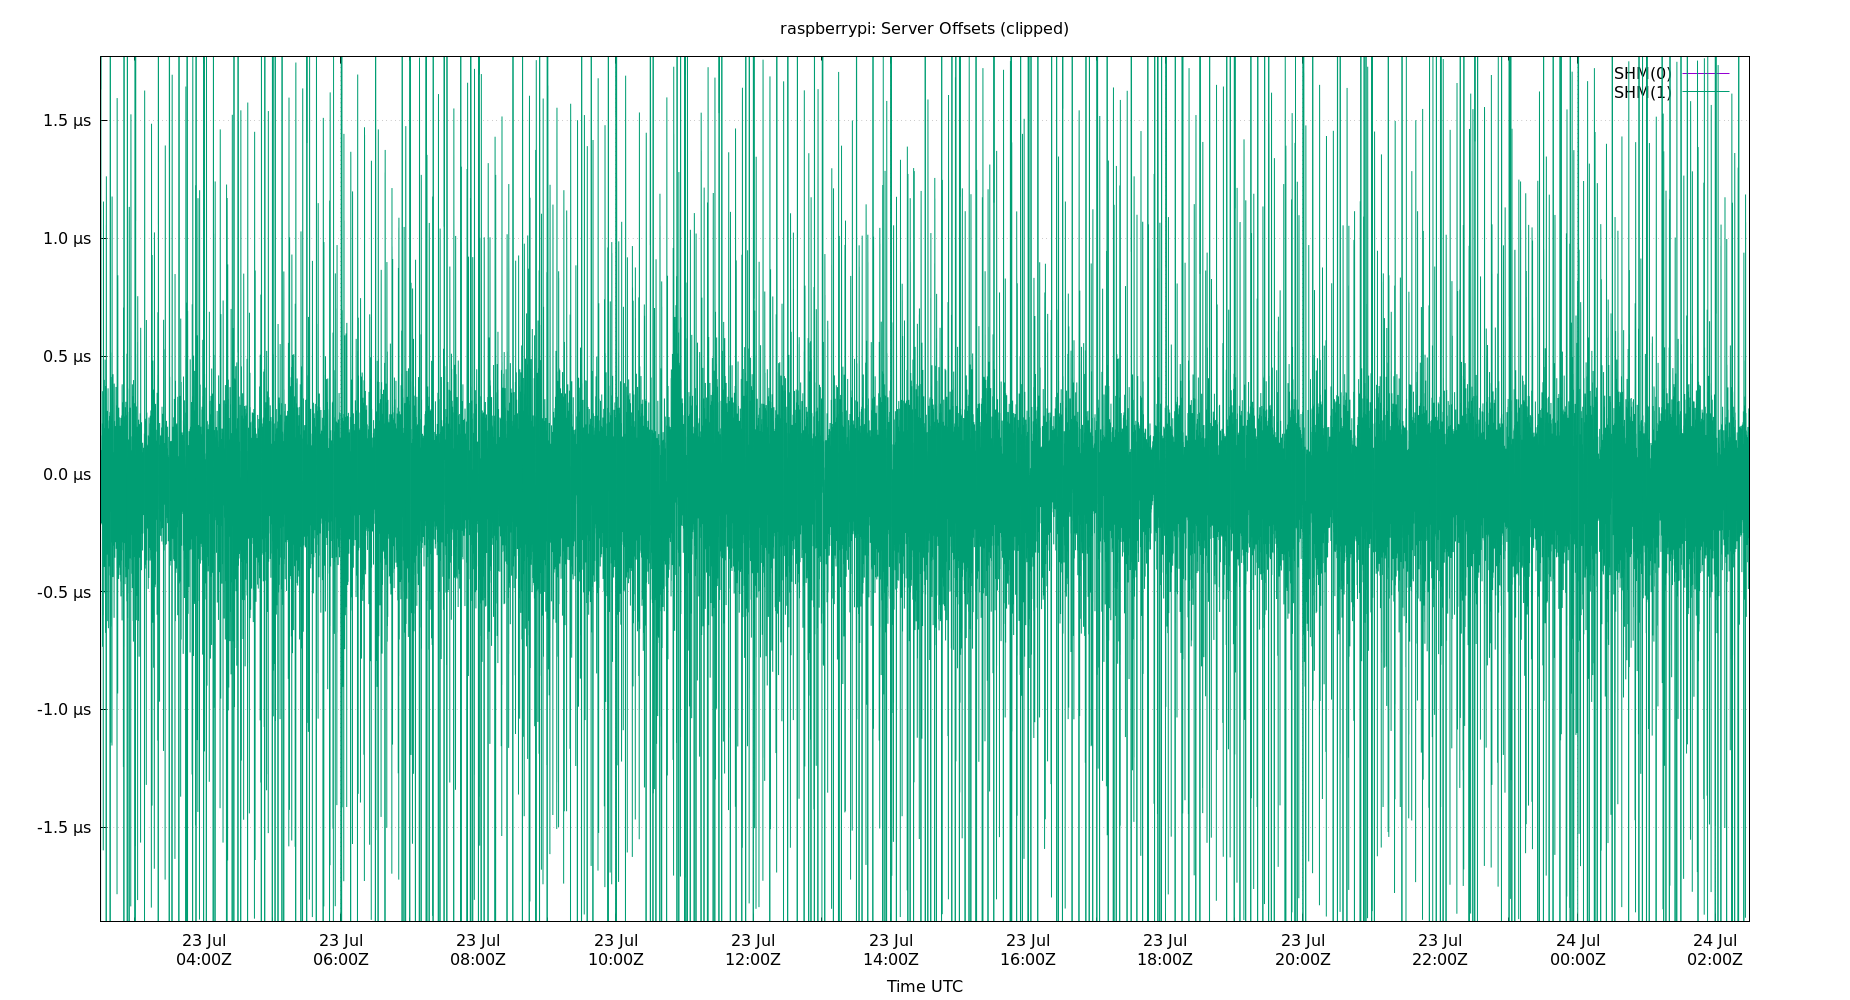 raspberrypi: Server Offsets (clipped)
SHM(0)
SHM(1)
1.5 µs
1.0 µs
0.5 µs
0.0 µs
-0.5 µs
-1.0 µs
-1.5 µs
23 Jul 23 Jul 23 Jul 23 Jul 23 Jul 23 Jul 23 Jul 23 Jul 23 Jul 23 Jul 24 Jul 24 Jul
04:00Z 06:00Z 08:00Z 10:00Z 12:00Z 14:00Z 16:00Z 18:00Z 20:00Z 22:00Z 00:00Z 02:00Z
Time UTC